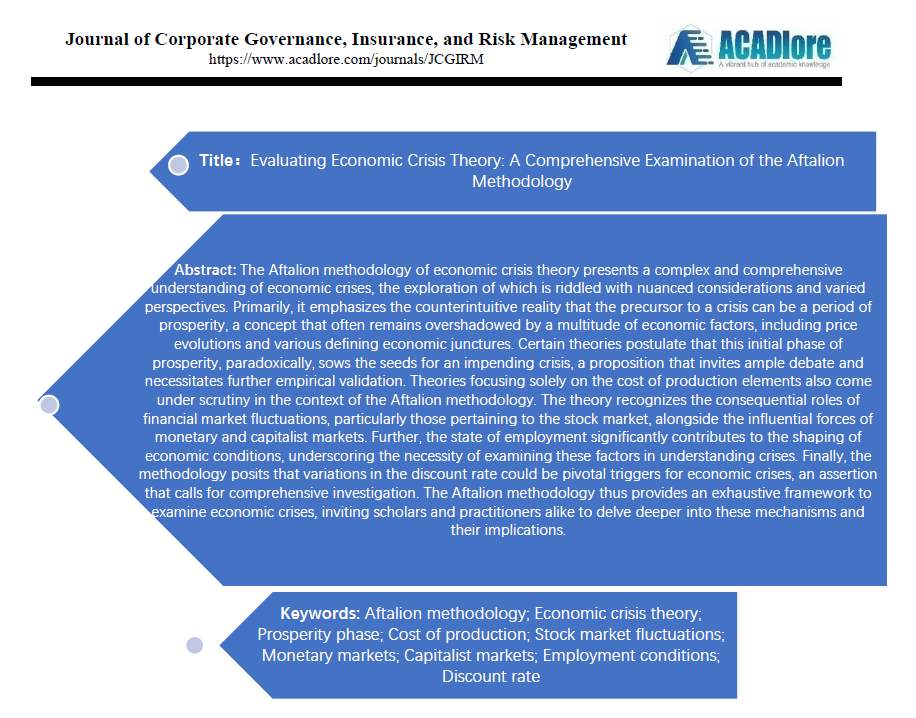 Journal of Corporate Governance, Insurance, and Risk Management
https://www.acadlore.com/journals/JCGIRM
ACADlore
A vibrant hub of academic knowledge
Title： Evaluating Economic Crisis Theory: A Comprehensive Examination of the Aftalion
Methodology
Abstract: The Aftalion methodology of economic crisis theory presents a complex and comprehensive
understanding of economic crises, the exploration of which is riddled with nuanced considerations and varied
perspectives. Primarily, it emphasizes the counterintuitive reality that the precursor to a crisis can be a period of
prosperity, a concept that often remains overshadowed by a multitude of economic factors, including price
evolutions and various defining economic junctures. Certain theories postulate that this initial phase of
prosperity, paradoxically, sows the seeds for an impending crisis, a proposition that invites ample debate and
necessitates further empirical validation. Theories focusing solely on the cost of production elements also come
under scrutiny in the context of the Aftalion methodology. The theory recognizes the consequential roles of
financial market fluctuations, particularly those pertaining to the stock market, alongside the influential forces of
monetary and capitalist markets. Further, the state of employment significantly contributes to the shaping of
economic conditions, underscoring the necessity of examining these factors in understanding crises. Finally, the
methodology posits that variations in the discount rate could be pivotal triggers for economic crises, an assertion
that calls for comprehensive investigation. The Aftalion methodology thus provides an exhaustive framework to
examine economic crises, inviting scholars and practitioners alike to delve deeper into these mechanisms and
their implications.
Keywords: Aftalion methodology; Economic crisis theory;
Prosperity phase; Cost of production; Stock market fluctuations;
Monetary markets; Capitalist markets; Employment conditions;
Discount rate